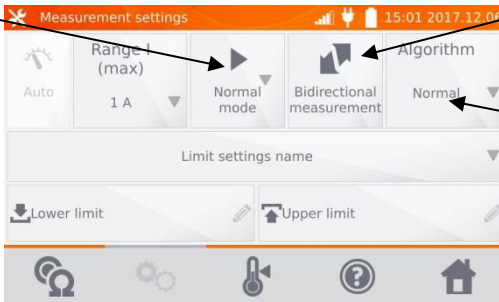 Measurement settings 15:01 2017.12.06
Range I
(max)
Algorithm
Auto
1 A
Normal
mode
Bidirectional
measurement
Normal
Limit settings name
Lower limit
Upper limit